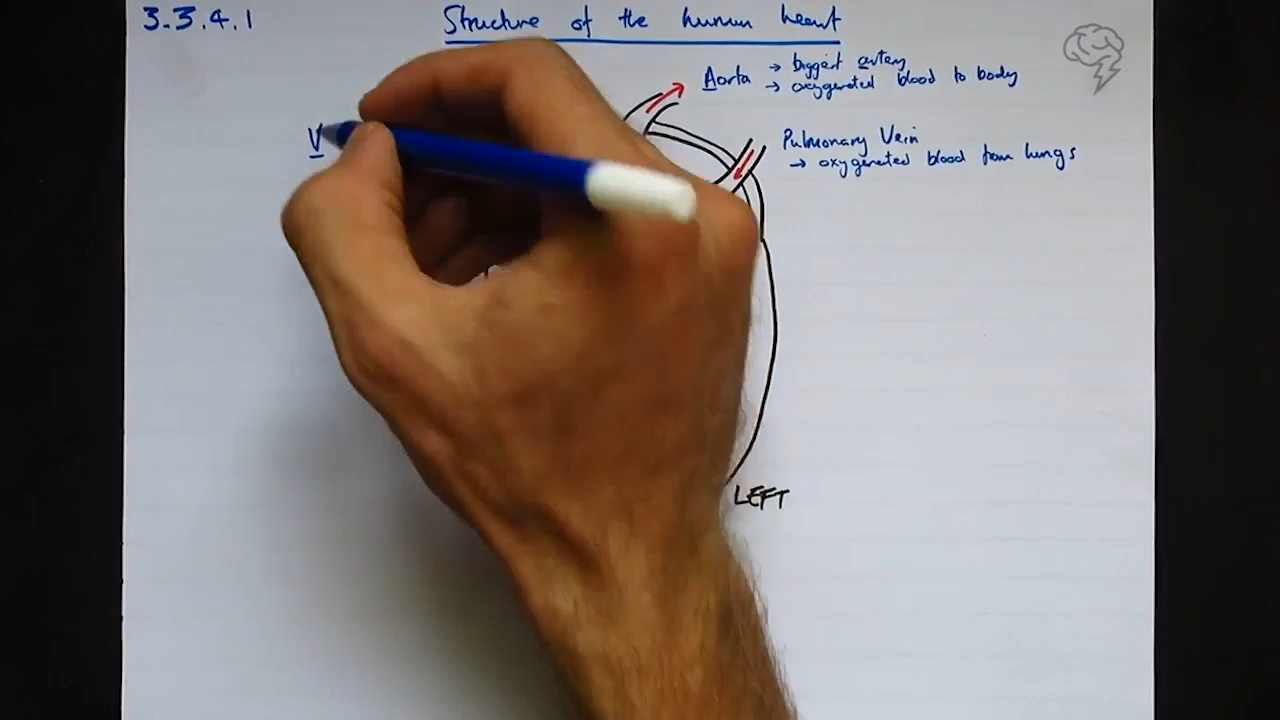 3.3.4.1
Structure of the human heart
Aorta → biggest artery
→ oxygenated blood to body
Pulmonary Vein
→ oxygenated blood from lungs
V
LEFT